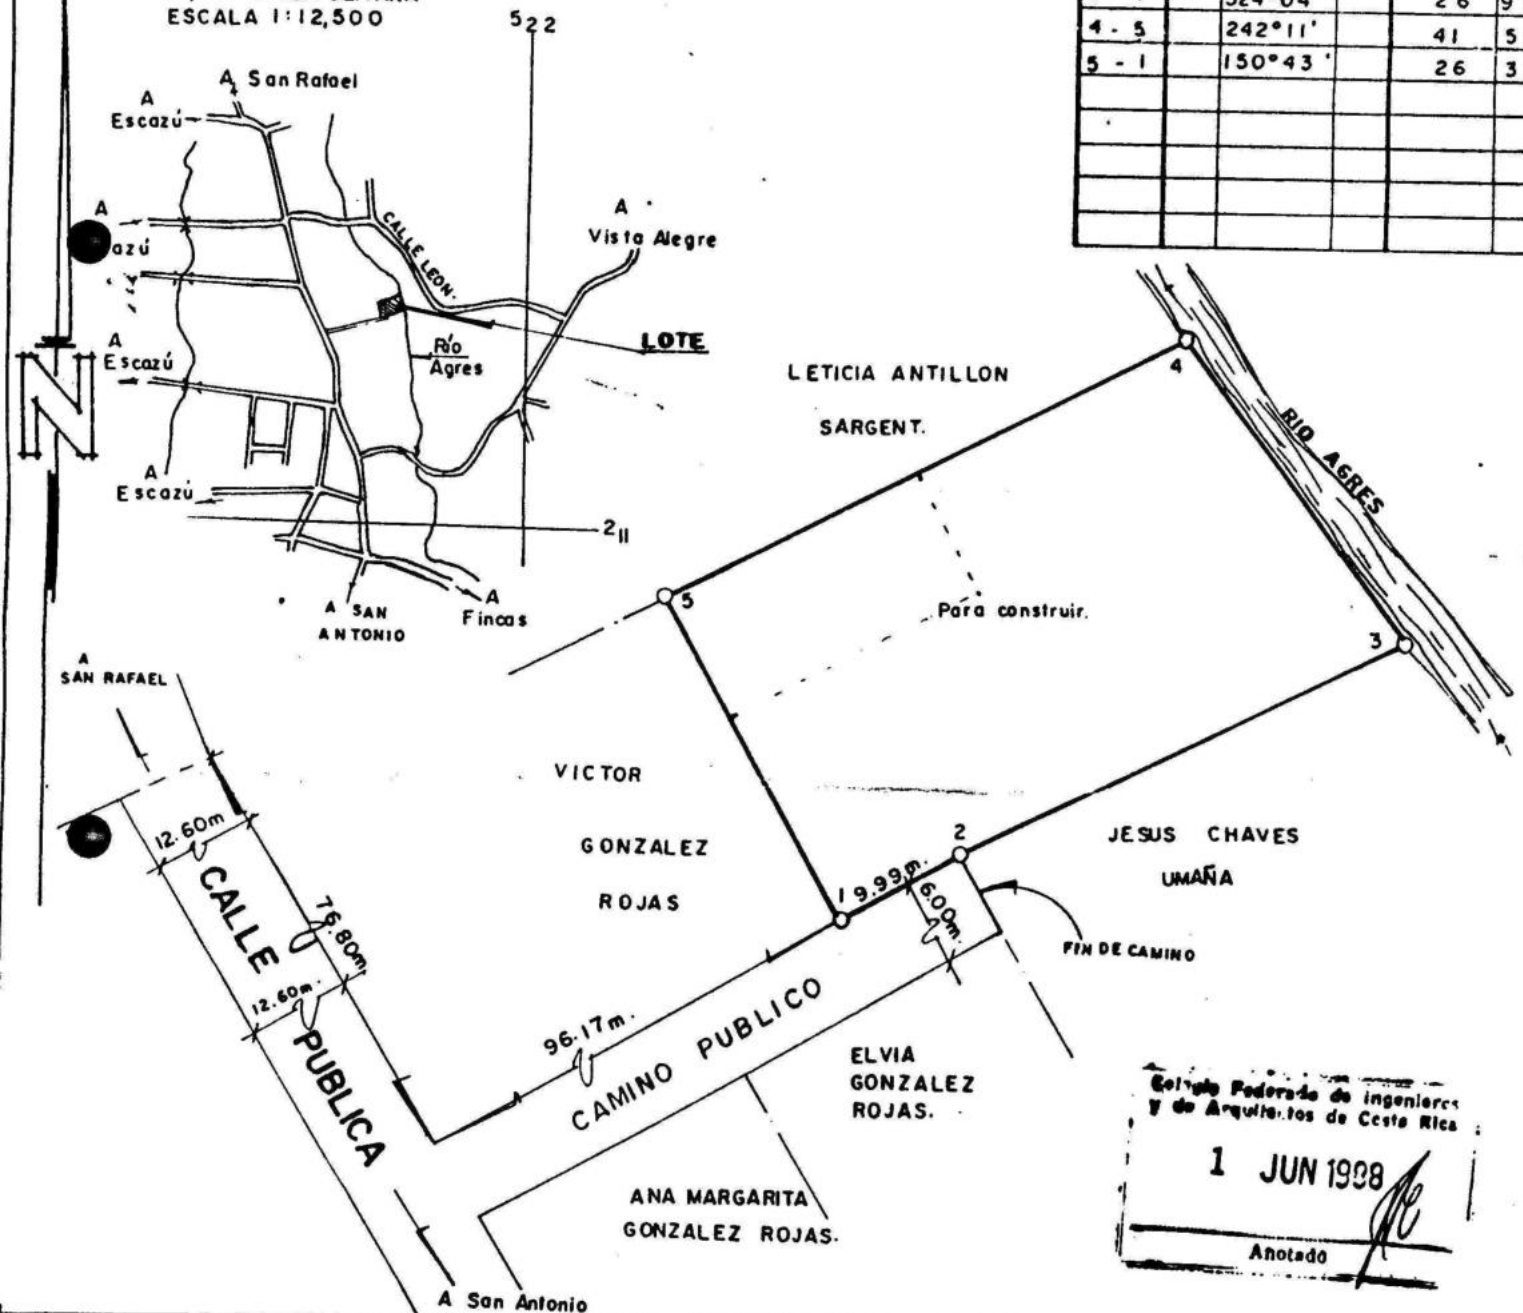 ESCALA 1:12,500
522
4 - 5 242°11' 41 5
5 - 1 150°43' 26 3
A San Rafael
A
Escazú
A
azú
CALLE LEON.
A
Vista Alegre
A
Escazú
Río
Agres
LOTE
A
Escazú
211
A SAN
ANTONIO
A
Fincas
N
LETICIA ANTILLON
SARGENT.
4
RIO AGRES
5
Para construir.
3
A
SAN RAFAEL
VICTOR
GONZALEZ
ROJAS
12.60m
76.80m.
12.60m.
CALLE PUBLICA
1
9.99
6.00m.
2
JESUS CHAVES
UMAÑA
FIN DE CAMINO
96.17m.
CAMINO PUBLICO
ELVIA
GONZALEZ
ROJAS.
ANA MARGARITA
GONZALEZ ROJAS.
A San Antonio
Colegio Federado de Ingenieros
y de Arquitectos de Costa Rica
1 JUN 1998
Anotado